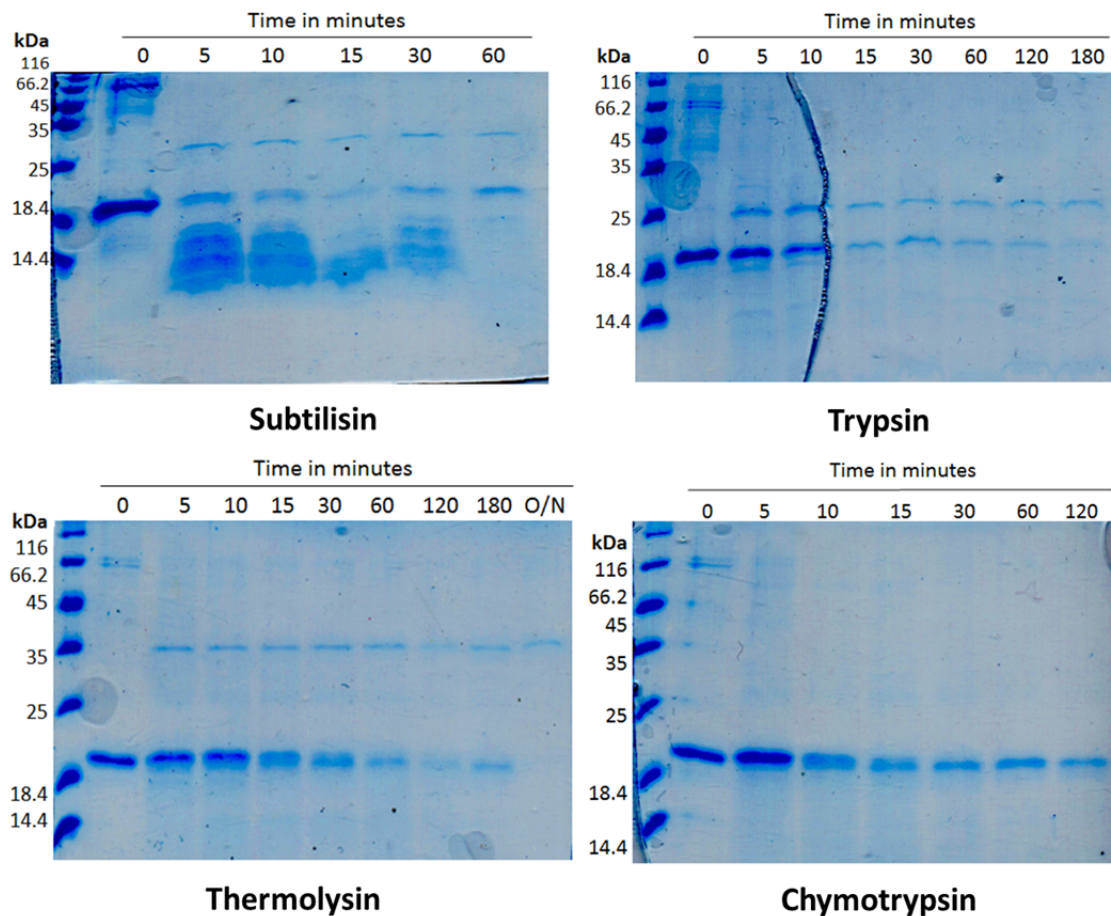 Time in minutes
kDa
0 5 10 15 30 60
116
66.2
45
35
25
18.4
14.4
Subtilisin
Time in minutes
kDa
0 5 10 15 30 60 120 180
116
66.2
45
35
25
18.4
14.4
Trypsin
Time in minutes
0 5 10 15 30 60 120 180 O/N
kDa
116
66.2
45
35
25
18.4
14.4
Thermolysin
Time in minutes
0 5 10 15 30 60 120
kDa
116
66.2
45
35
25
18.4
14.4
Chymotrypsin